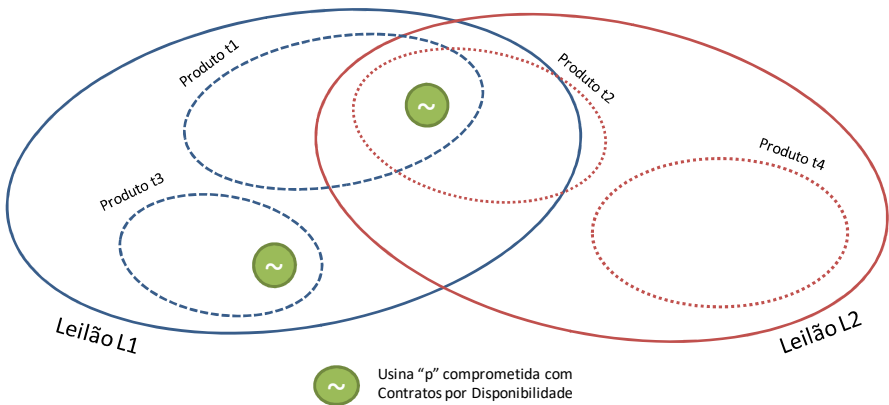 Produto t1
Produto t2
Produto t4
Produto t3
~
~
Leilão L1
Leilão L2
~
Usina “p” comprometida com
Contratos por Disponibilidade